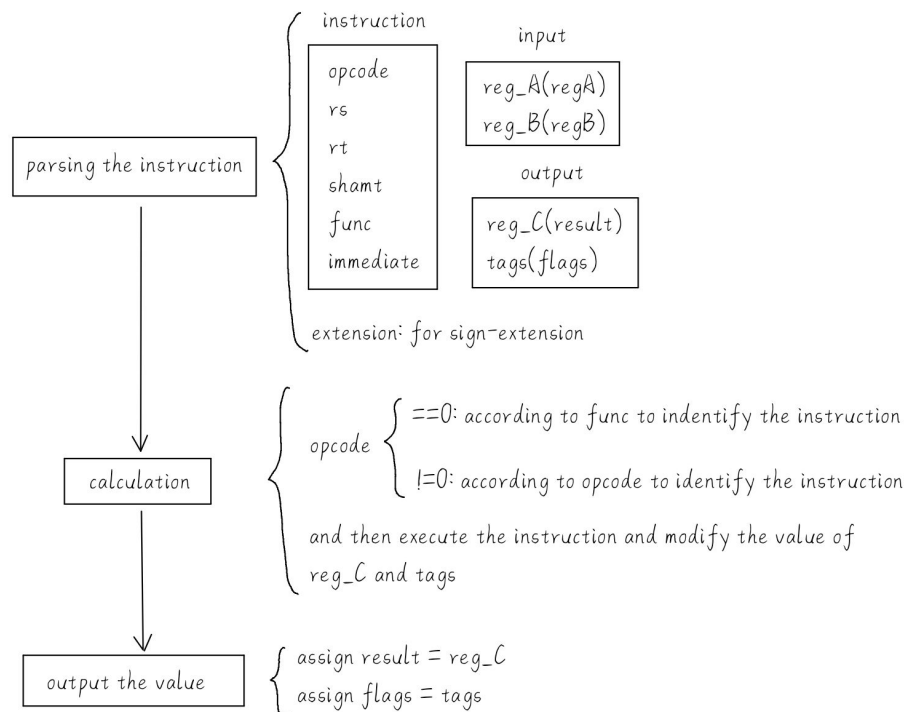 parsing the instruction
instruction
opcode
rs
rt
shamt
func
immediate
input
reg_A(regA)
reg_B(regB)
output
reg_C(result)
tags(flags)
extension: for sign-extension
calculation
opcode
==0: according to func to indentify the instruction
!=0: according to opcode to identify the instruction
and then execute the instruction and modify the value of
reg_C and tags
output the value
assign result = reg_C
assign flags = tags